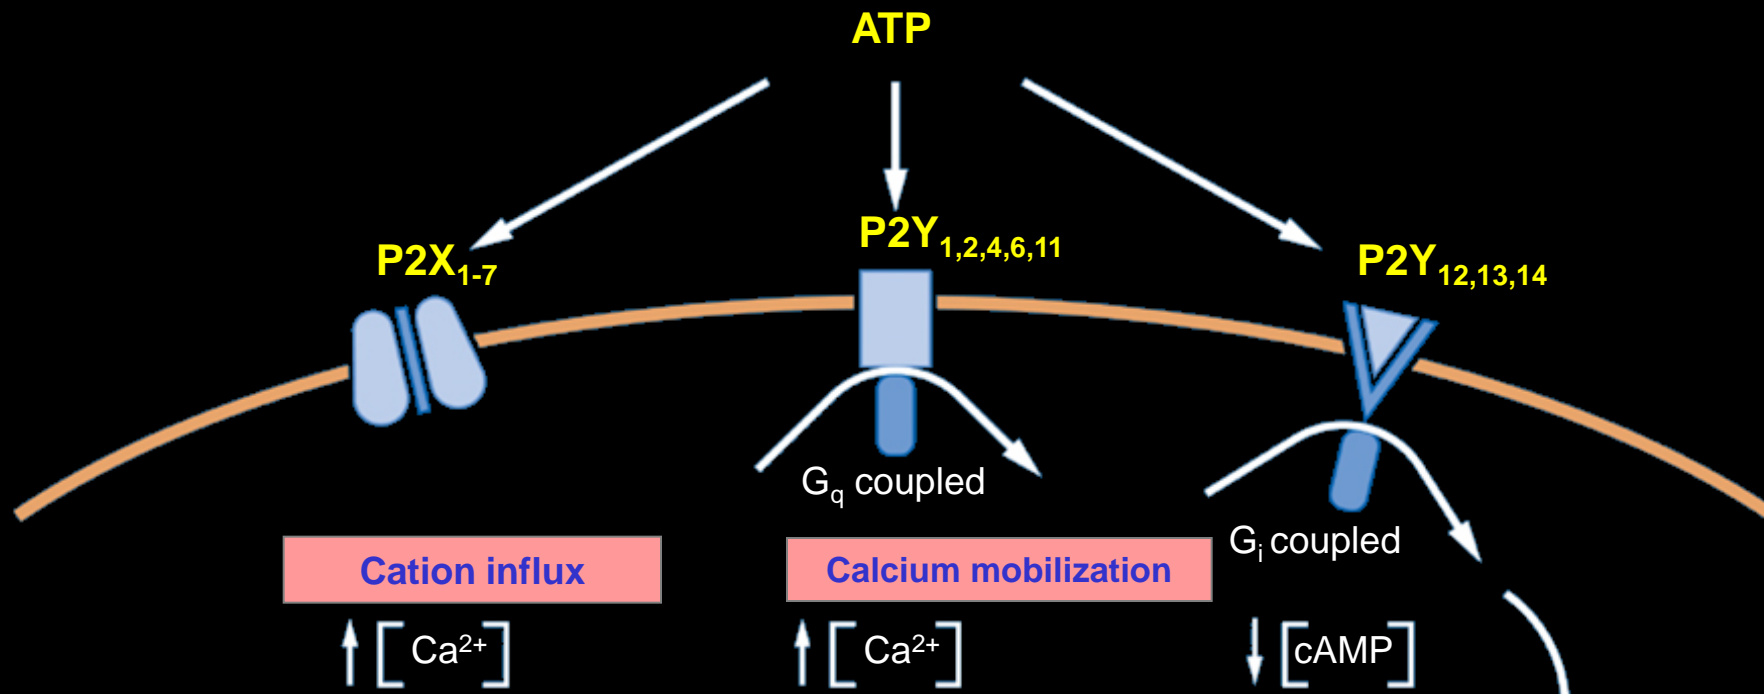 ATP
P2X1-7
P2Y1,2,4,6,11
P2Y12,13,14
Gq coupled
Gi coupled
Cation influx
Calcium mobilization
[Ca2+]
[Ca2+]
[cAMP]